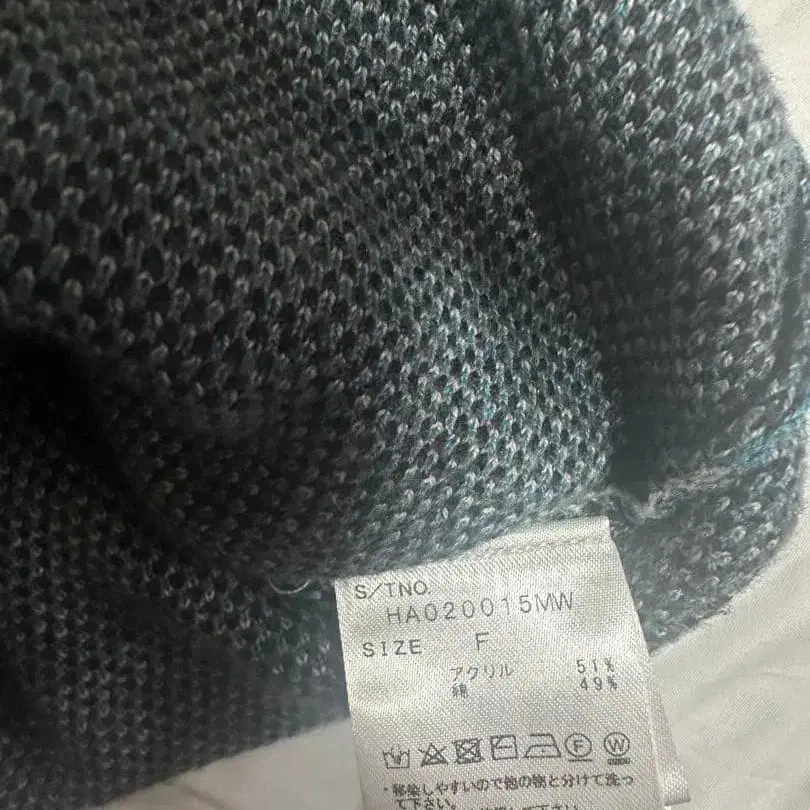 S/TNO.
HA020015MW
SIZE F
アクリル 51%
綿 49%
・移染しやすいので他の物と分けて洗っ
て下さい。